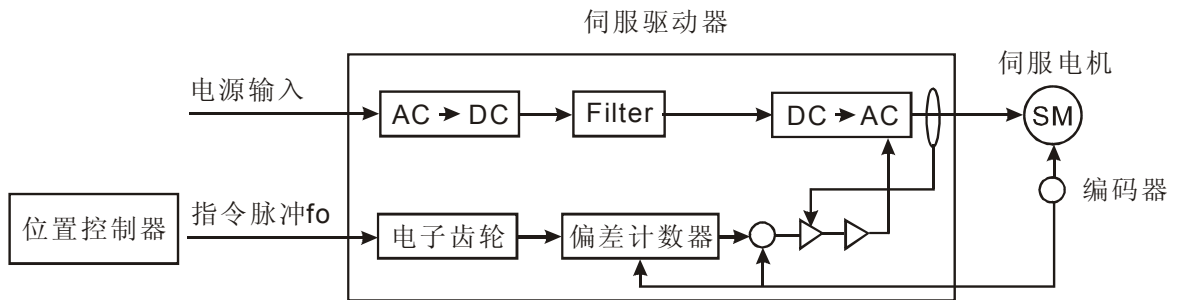 伺服驱动器
伺服电机
电源输入
AC → DC
Filter
DC → AC
SM
编码器
位置控制器
指令脉冲fo
电子齿轮
偏差计数器